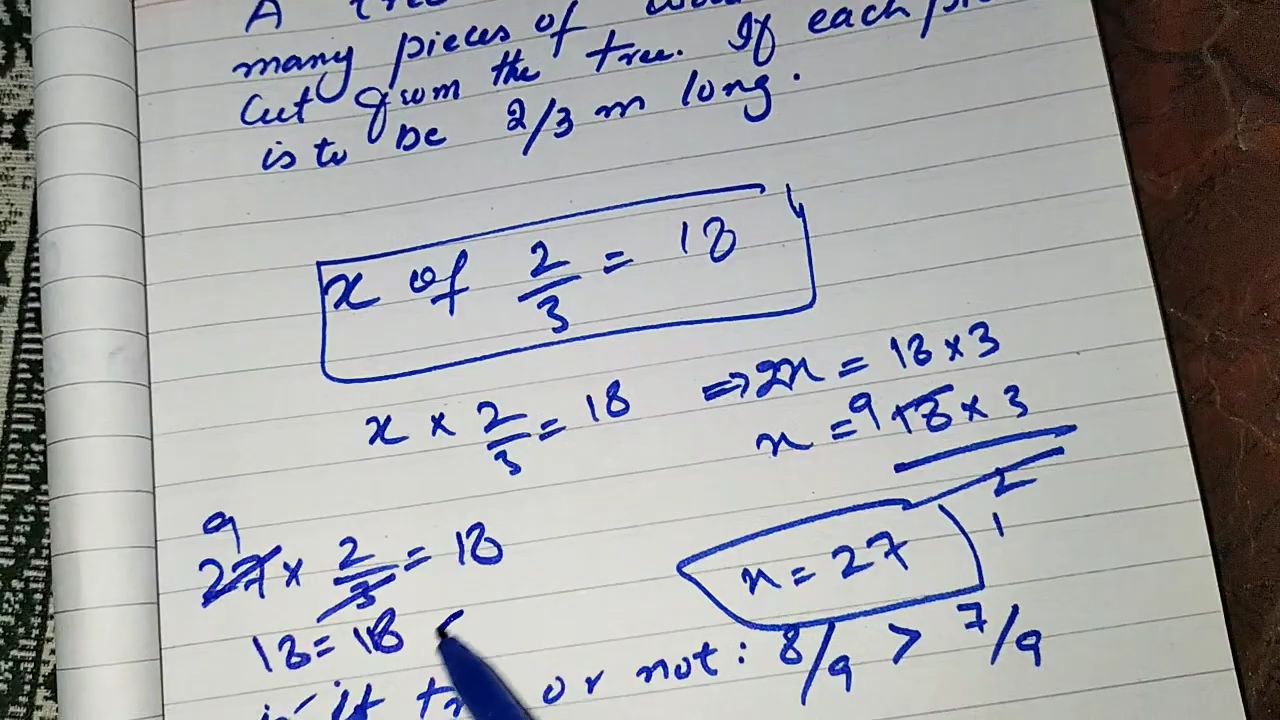 A
many pieces of
Cut from the tree. If each
is to be 2/3 m long.
x of 2/3 = 18
x × 2/3 = 18 ⇒ 2x = 18 × 3
x = 9 18 × 3
2
1
9
27 × 2/3 = 18
x = 27
18 = 18
it or not: 8/9 > 7/9